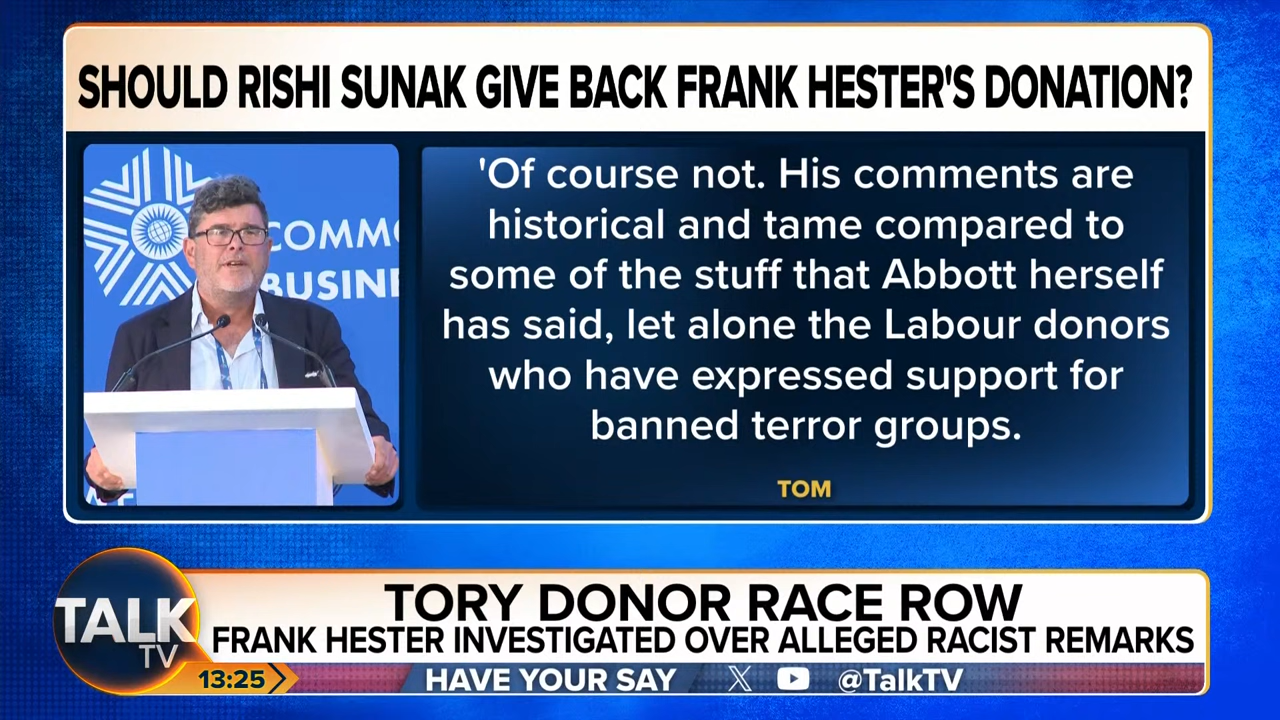 SHOULD RISHI SUNAK GIVE BACK FRANK HESTER'S DONATION?
COMMO
BUSINE
'Of course not. His comments are
historical and tame compared to
some of the stuff that Abbott herself
has said, let alone the Labour donors
who have expressed support for
banned terror groups.
TOM
TALK
TV
13:25
TORY DONOR RACE ROW
FRANK HESTER INVESTIGATED OVER ALLEGED RACIST REMARKS
HAVE YOUR SAY
@TalkTV